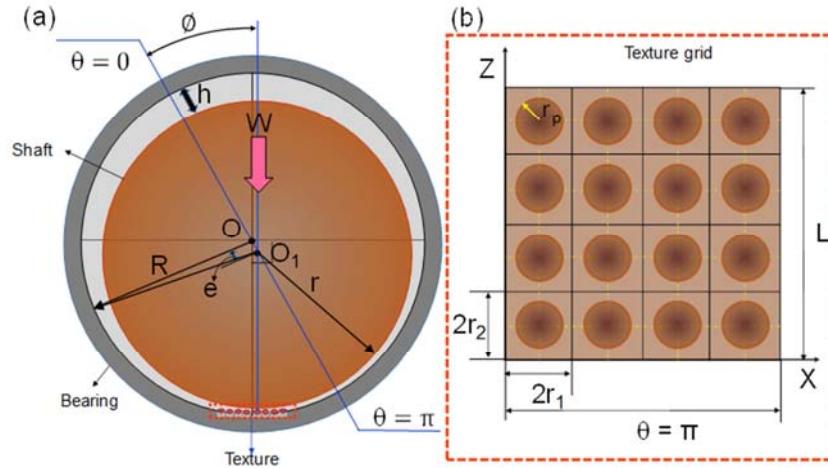 (a)
Ø
θ = 0
h
W
Shaft
O
O₁
R
e
r
Bearing
θ = π
Texture
(b)
Texture grid
Z
rₚ
L
2r₂
X
2r₁
θ = π